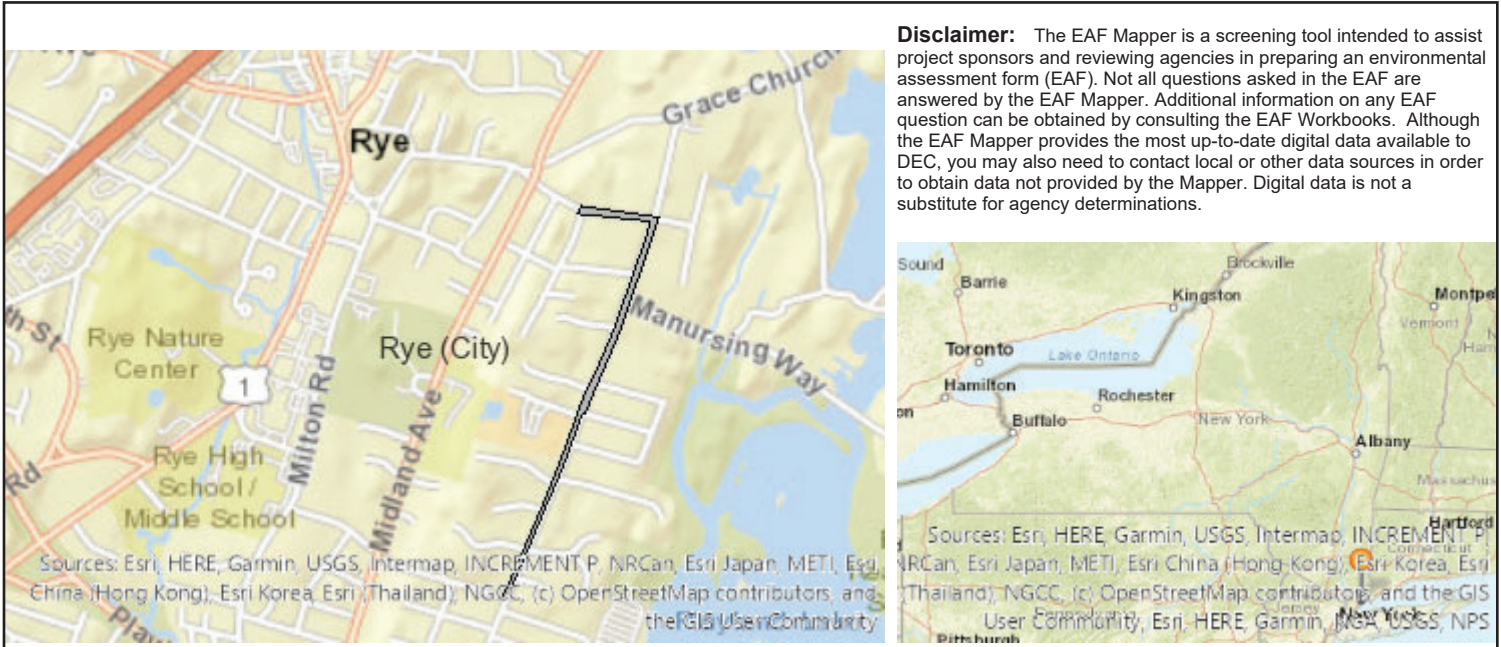 Disclaimer: The EAF Mapper is a screening tool intended to assist
project sponsors and reviewing agencies in preparing an environmental
assessment form (EAF). Not all questions asked in the EAF are
answered by the EAF Mapper. Additional information on any EAF
question can be obtained by consulting the EAF Workbooks. Although
the EAF Mapper provides the most up-to-date digital data available to
DEC, you may also need to contact local or other data sources in order
to obtain data not provided by the Mapper. Digital data is not a
substitute for agency determinations.
Grace Church
Rye
Manursing Way
Rye Nature
Center
Rye (City)
1
Milton Rd
Midland Ave
th St
Rd
Rye High
School /
Middle School
Sources: Esri, HERE, Garmin, USGS, Intermap, INCREMENT P, NRCan, Esri Japan, METI, Esri
China (Hong Kong), Esri Korea, Esri (Thailand), NGCC, (c) OpenStreetMap contributors, and
the GIS User Community
Sound
Barrie
Brockville
Kingston
Montpel
Vermont
Ham
Toronto
Lake Ontario
Hamilton
Rochester
on
Buffalo
New York
Albany
Massachus
Hartford
Connecticut
Sources: Esri, HERE, Garmin, USGS, Intermap, INCREMENT P,
NRCan, Esri Japan, METI, Esri China (Hong Kong), Esri Korea, Esri
(Thailand), NGCC, (c) OpenStreetMap contributors, and the GIS
User Community, Esri, HERE, Garmin, NGA, USGS, NPS
Pennsylvania
Jersey
New York
Pittsburgh